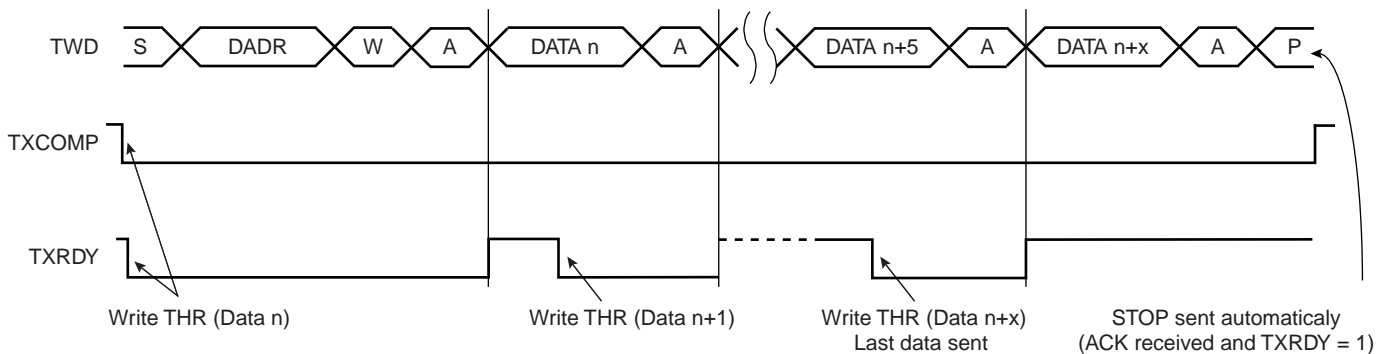 TWD S DADR W A DATA n A DATA n+5 A DATA n+x A P
TXCOMP
TXRDY
Write THR (Data n)
Write THR (Data n+1)
Write THR (Data n+x)
Last data sent
STOP sent automaticaly
(ACK received and TXRDY = 1)